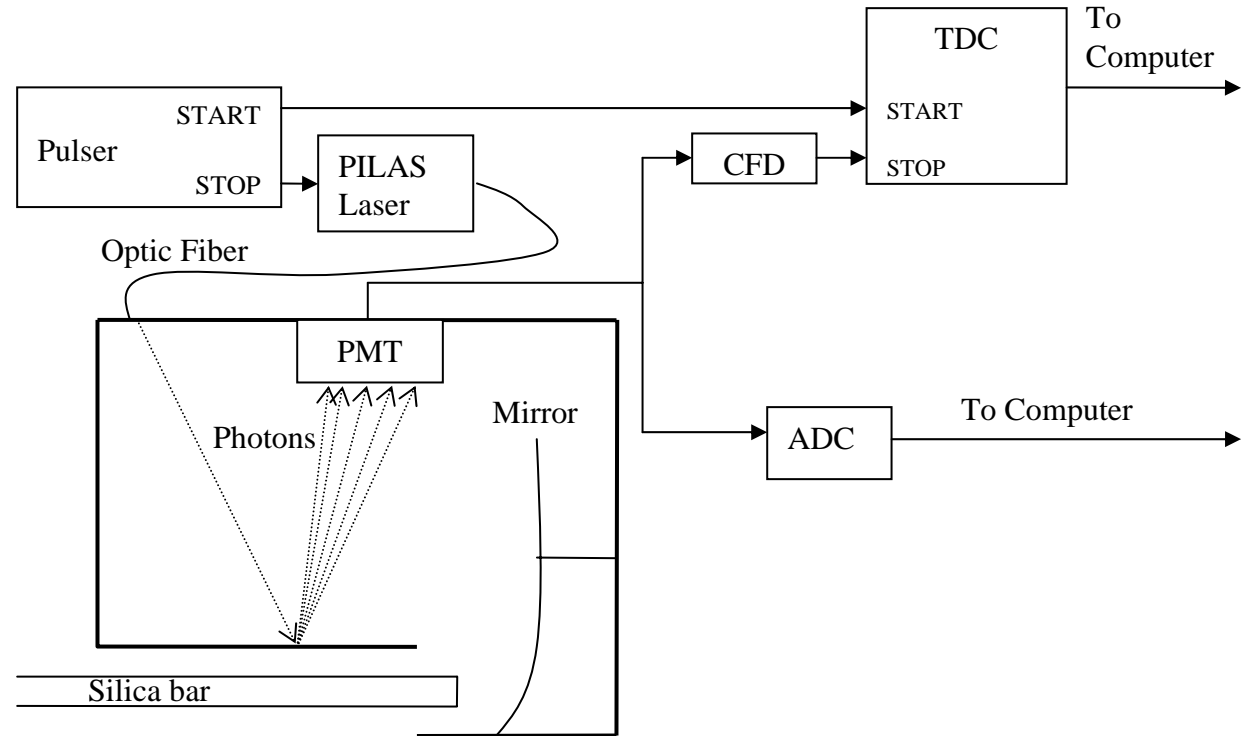 To
Computer
TDC
START
STOP
Pulser
START
STOP
PILAS
Laser
CFD
Optic Fiber
PMT
Photons
Mirror
ADC
To Computer
Silica bar